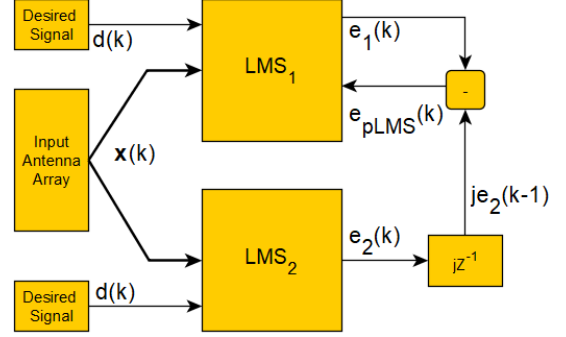 Desired
Signal
d(k)
LMS₁
e₁(k)
-
eₚLMS(k)
Input
Antenna
Array
x(k)
je₂(k-1)
LMS₂
e₂(k)
jZ⁻¹
Desired
Signal
d(k)